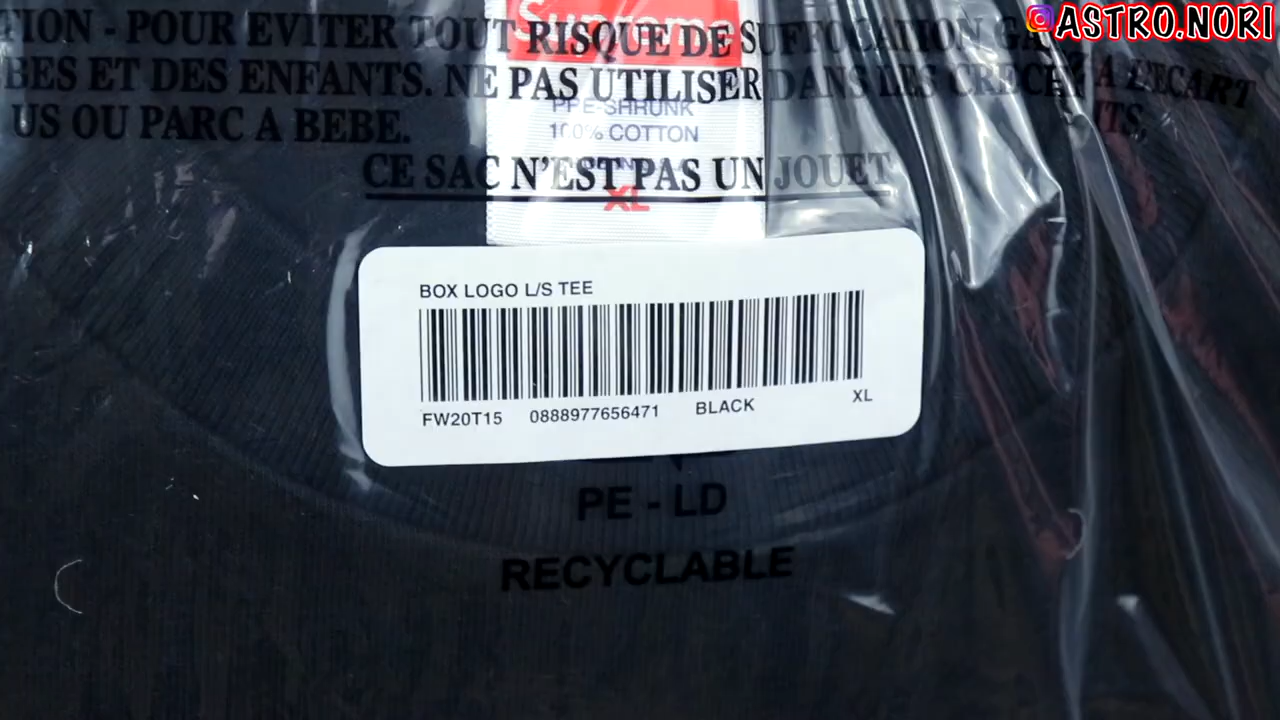 ASTRO.NORI
Supreme
TION - POUR EVITER TOUT RISQUE DE SUFFOCATION
BES ET DES ENFANTS. NE PAS UTILISER DANS LES A L'ECART
US OU PARC A BEBE.
CE SAC N'EST PAS UN JOUET
PRE-SHRUNK
100% COTTON
XL
BOX LOGO L/S TEE
FW20T15 0888977656471 BLACK XL
PE - LD
RECYCLABLE